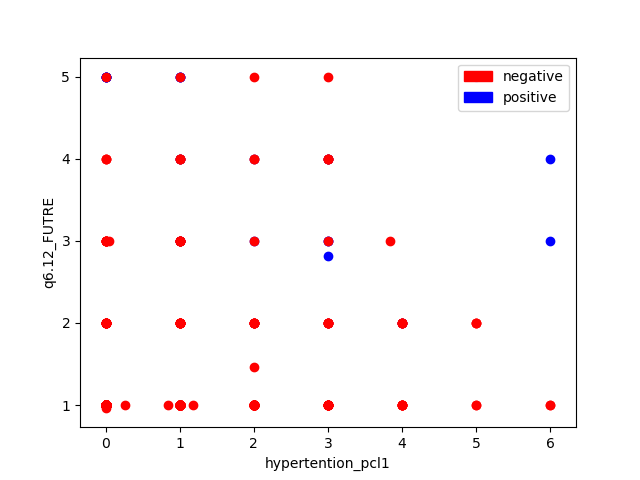 negative
positive
5
4
3
2
1
q6.12_FUTRE
0 1 2 3 4 5 6
hypertention_pcl1